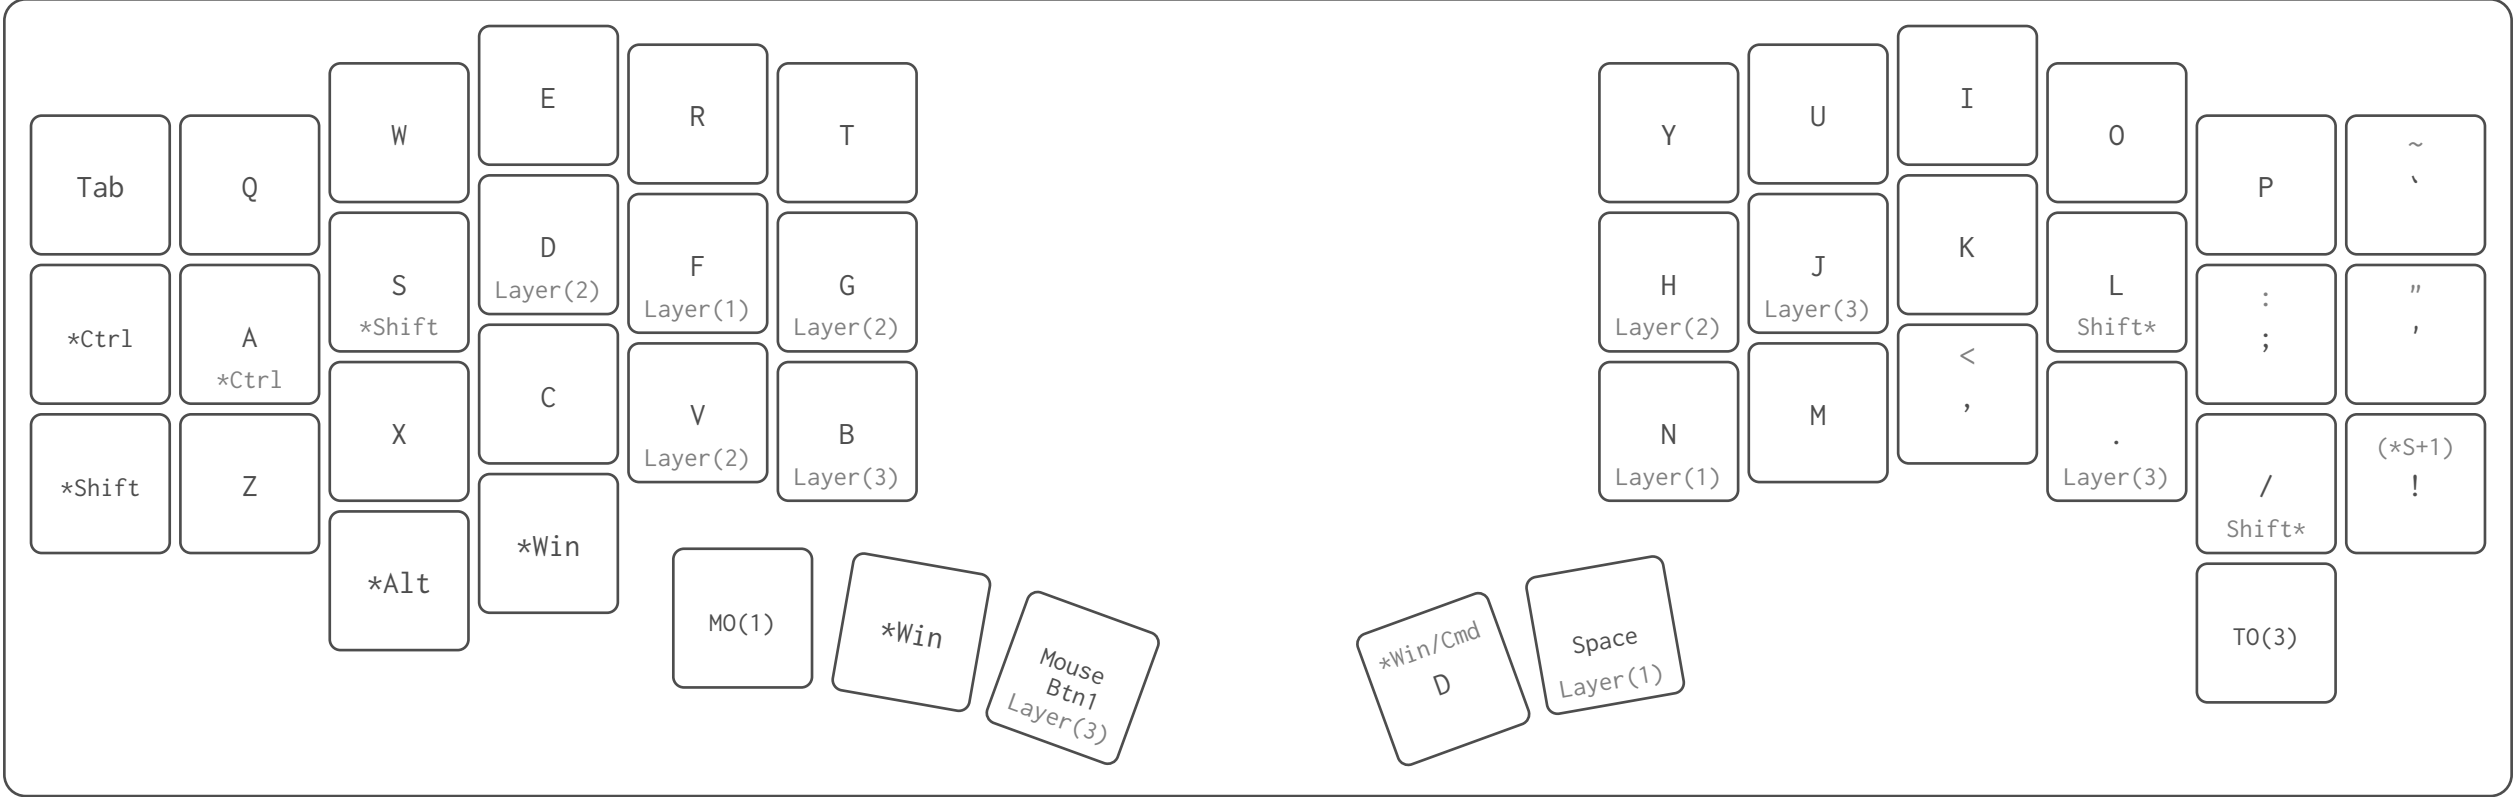 Tab
Q
W
E
R
T
Y
U
I
O
P
~
`
*Ctrl
A
*Ctrl
S
*Shift
D
Layer(2)
F
Layer(1)
G
Layer(2)
H
Layer(2)
J
Layer(3)
K
L
Shift*
:
;
"
'
*Shift
Z
X
C
V
Layer(2)
B
Layer(3)
N
Layer(1)
M
<
,
.
Layer(3)
/
Shift*
(*S+1)
!
*Alt
*Win
MO(1)
*Win
Mouse
Btn1
Layer(3)
*Win/Cmd
D
Space
Layer(1)
TO(3)